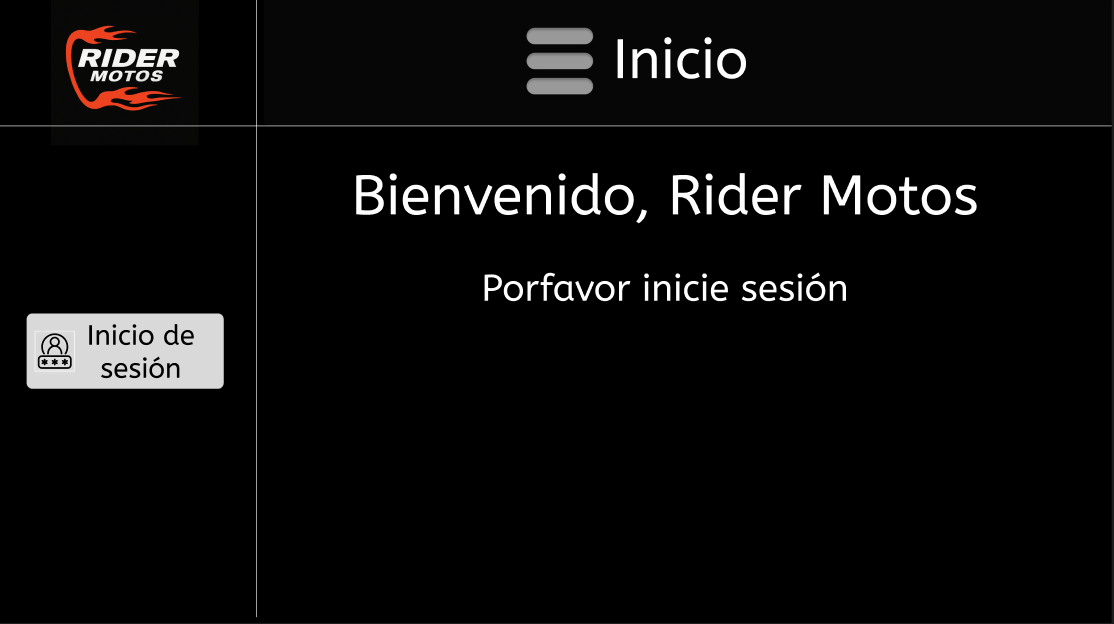 RIDER
MOTOS
Inicio
Bienvenido, Rider Motos
Porfavor inicie sesión
Inicio de
sesión